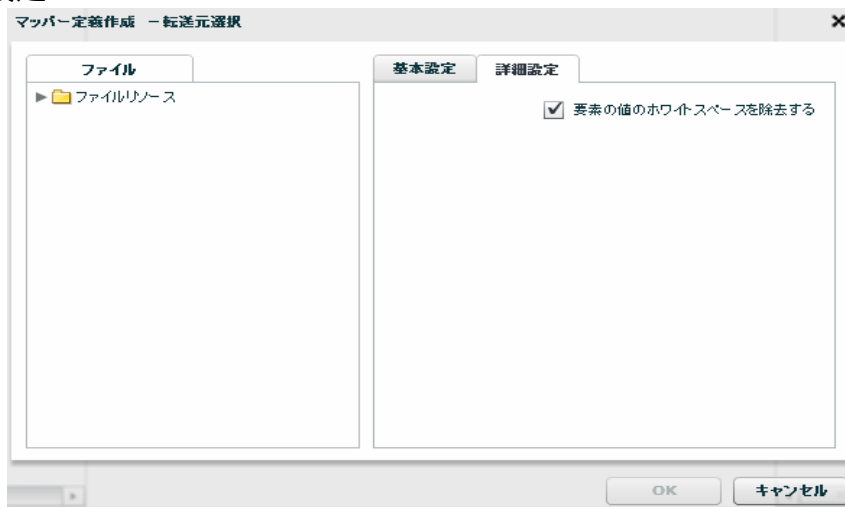 マッパー定義作成 －転送元選択
ファイル
ファイルリソース
基本設定 詳細設定
要素の値のホワイトスペースを除去する
OK キャンセル